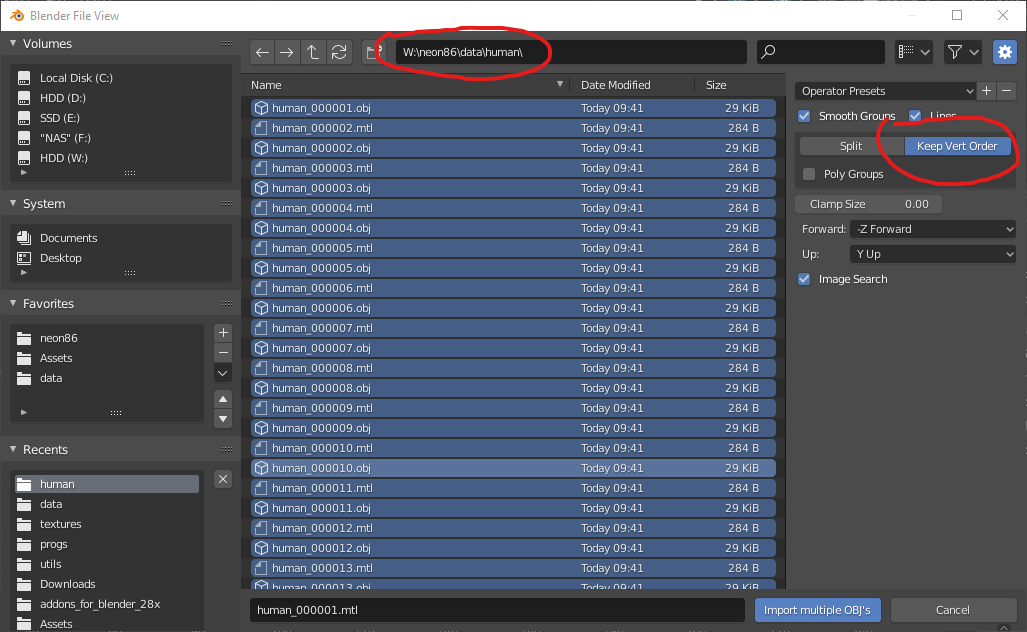 Blender File View
Volumes
Local Disk (C:)
HDD (D:)
SSD (E:)
"NAS" (F:)
HDD (W:)
System
Documents
Desktop
Favorites
neon86
Assets
data
Recents
human
data
textures
progs
utils
Downloads
addons_for_blender_28x
Assets
W:\neon86\data\human\
Name Date Modified Size
human_000001.obj Today 09:41 29 KiB
human_000002.mtl Today 09:41 284 B
human_000002.obj Today 09:41 29 KiB
human_000003.mtl Today 09:41 284 B
human_000003.obj Today 09:41 29 KiB
human_000004.mtl Today 09:41 284 B
human_000004.obj Today 09:41 29 KiB
human_000005.mtl Today 09:41 284 B
human_000005.obj Today 09:41 29 KiB
human_000006.mtl Today 09:41 284 B
human_000006.obj Today 09:41 29 KiB
human_000007.mtl Today 09:41 284 B
human_000007.obj Today 09:41 29 KiB
human_000008.mtl Today 09:41 284 B
human_000008.obj Today 09:41 29 KiB
human_000009.mtl Today 09:41 284 B
human_000009.obj Today 09:41 29 KiB
human_000010.mtl Today 09:41 284 B
human_000010.obj Today 09:41 29 KiB
human_000011.mtl Today 09:41 284 B
human_000011.obj Today 09:41 29 KiB
human_000012.mtl Today 09:41 284 B
human_000012.obj Today 09:41 29 KiB
human_000013.mtl Today 09:41 284 B
human_000013.obj Today 09:41 29 KiB
human_000001.mtl
Import multiple OBJ's Cancel
Operator Presets
Smooth Groups Lines
Split Keep Vert Order
Poly Groups
Clamp Size 0.00
Forward: -Z Forward
Up: Y Up
Image Search